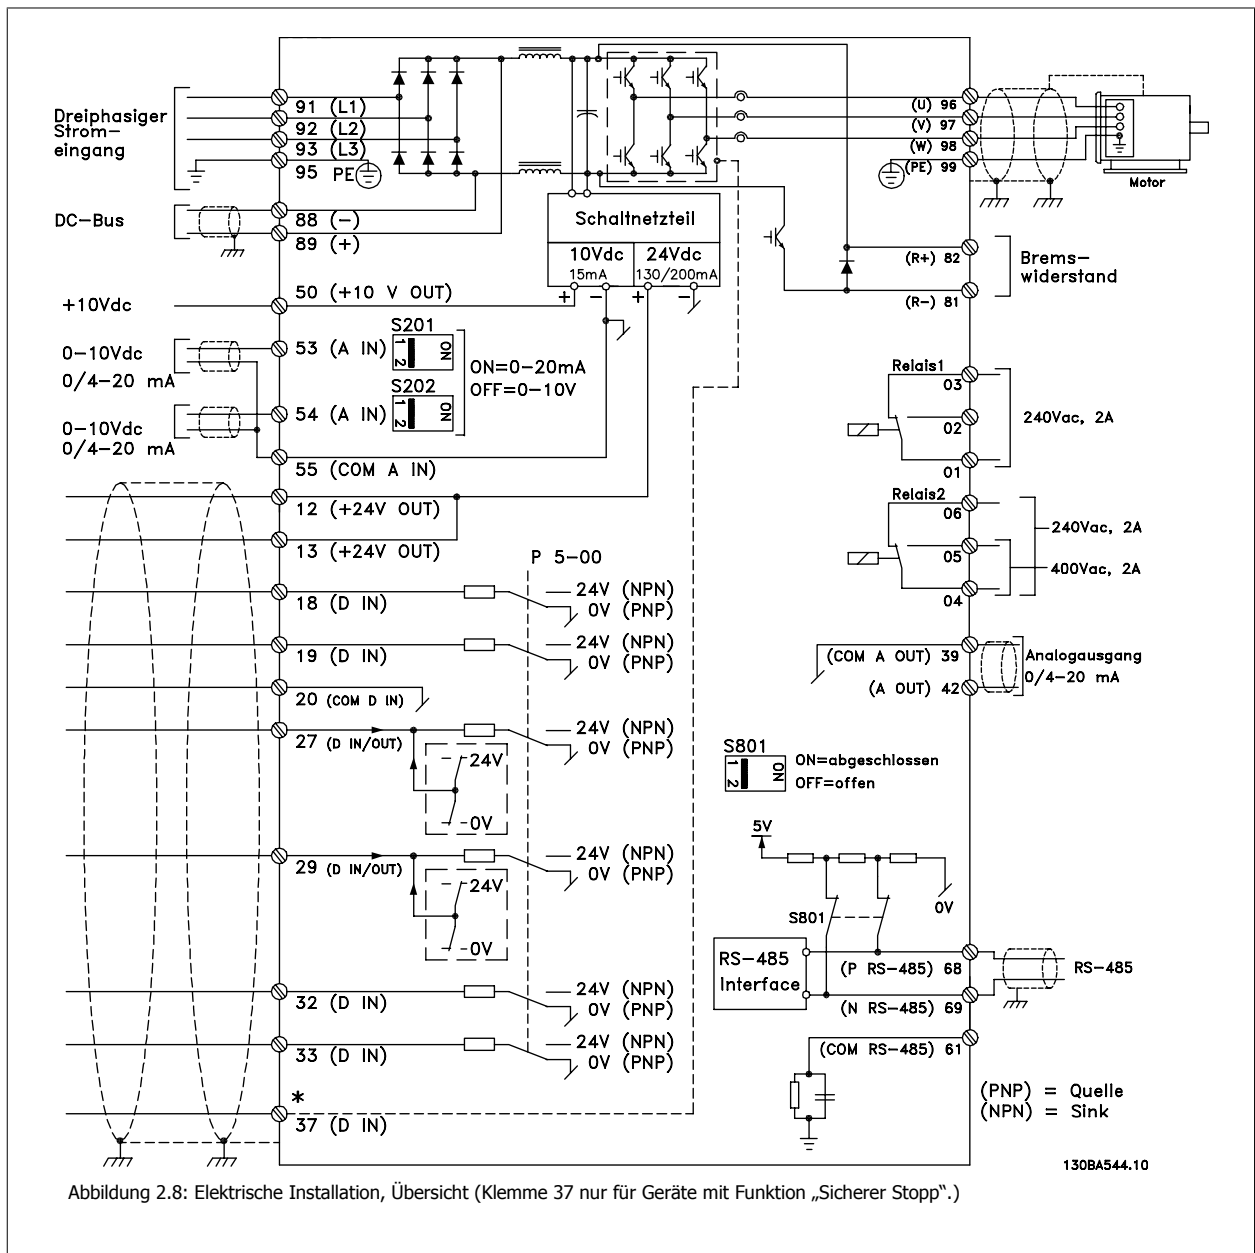 Dreiphasiger
Strom-
eingang
91 (L1)
92 (L2)
93 (L3)
95 PE
DC-Bus
88 (-)
89 (+)
+10Vdc
50 (+10 V OUT)
0-10Vdc
0/4-20 mA
53 (A IN)
S201
1
2
ON
ON=0-20mA
OFF=0-10V
0-10Vdc
0/4-20 mA
54 (A IN)
S202
1
2
ON
55 (COM A IN)
12 (+24V OUT)
13 (+24V OUT)
P 5-00
18 (D IN)
24V (NPN)
0V (PNP)
19 (D IN)
24V (NPN)
0V (PNP)
20 (COM D IN)
27 (D IN/OUT)
24V (NPN)
0V (PNP)
24V
0V
29 (D IN/OUT)
24V (NPN)
0V (PNP)
24V
0V
32 (D IN)
24V (NPN)
0V (PNP)
33 (D IN)
24V (NPN)
0V (PNP)
*
37 (D IN)
Schaltnetzteil
10Vdc
15mA
24Vdc
130/200mA
+ - + -
(U) 96
(V) 97
(W) 98
(PE) 99
Motor
(R+) 82
(R-) 81
Brems-
widerstand
Relais1
03
02
01
240Vac, 2A
Relais2
06
05
04
240Vac, 2A
400Vac, 2A
(COM A OUT) 39
(A OUT) 42
Analogausgang
0/4-20 mA
S801
1
2
ON
ON=abgeschlossen
OFF=offen
5V
0V
S801
RS-485
Interface
(P RS-485) 68
(N RS-485) 69
(COM RS-485) 61
RS-485
(PNP) = Quelle
(NPN) = Sink
130BA544.10
Abbildung 2.8: Elektrische Installation, Übersicht (Klemme 37 nur für Geräte mit Funktion „Sicherer Stopp“.)